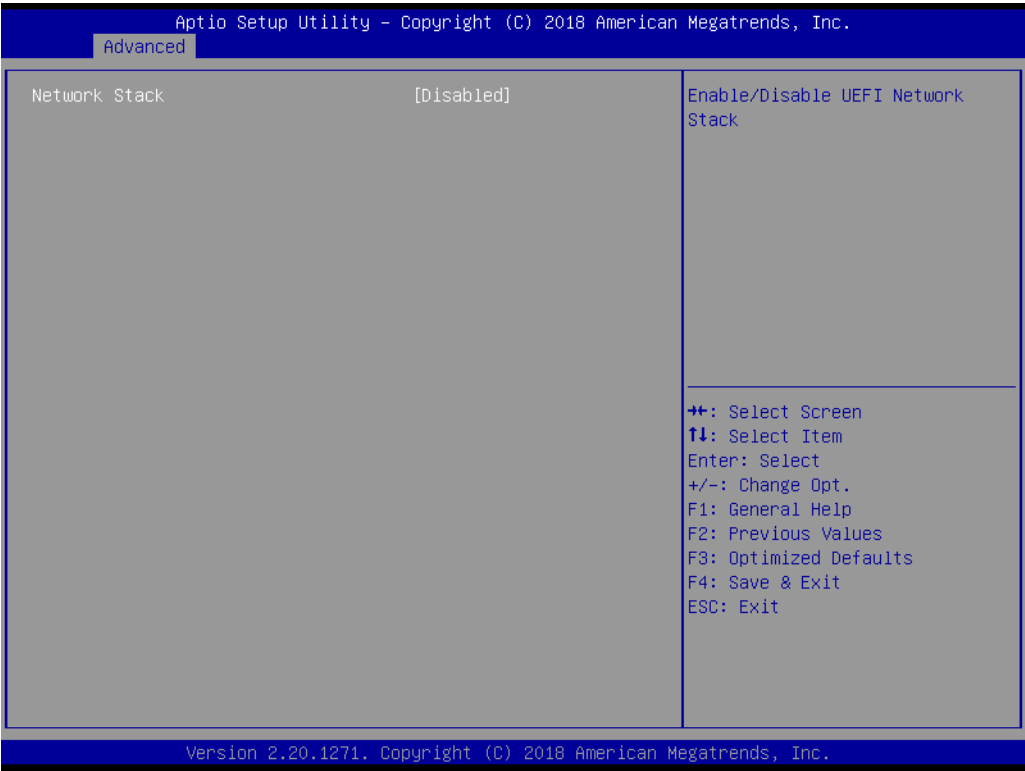 Aptio Setup Utility – Copyright (C) 2018 American Megatrends, Inc.
Advanced
Network Stack [Disabled]
Enable/Disable UEFI Network
Stack
→←: Select Screen
↑↓: Select Item
Enter: Select
+/-: Change Opt.
F1: General Help
F2: Previous Values
F3: Optimized Defaults
F4: Save & Exit
ESC: Exit
Version 2.20.1271. Copyright (C) 2018 American Megatrends, Inc.